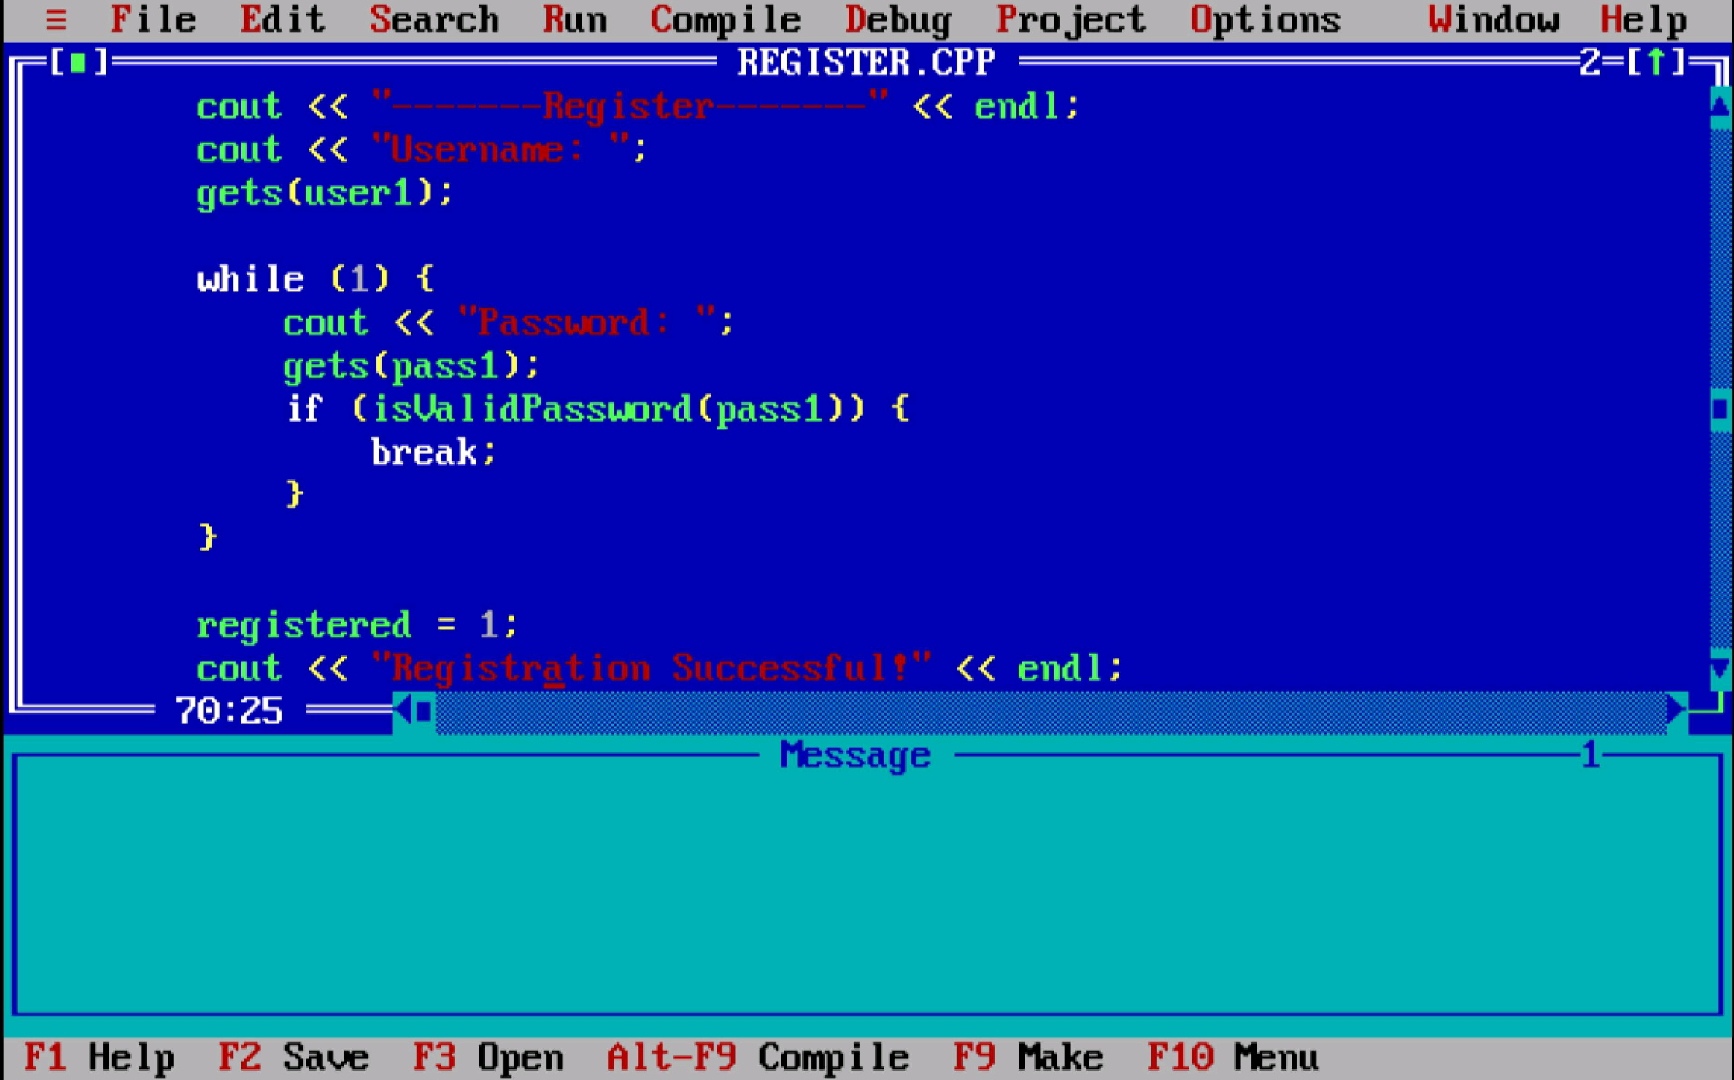 ≡ File Edit Search Run Compile Debug Project Options Window Help
[■] REGISTER.CPP 2=[↑]
cout << "-------Register-------" << endl;
cout << "Username: ";
gets(user1);
while (1) {
cout << "Password: ";
gets(pass1);
if (isValidPassword(pass1)) {
break;
}
}
registered = 1;
cout << "Registration Successful!" << endl;
70:25
Message 1
F1 Help F2 Save F3 Open Alt-F9 Compile F9 Make F10 Menu